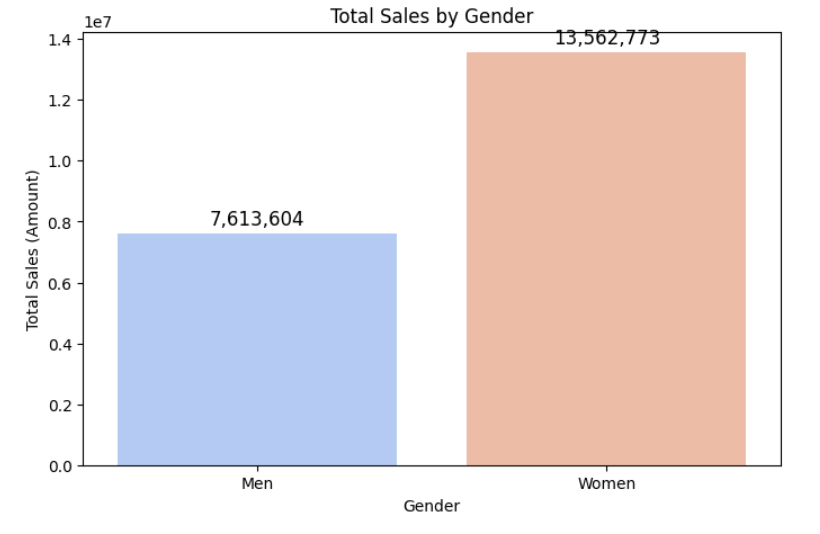 Total Sales by Gender
1e7
1.4
1.2
1.0
0.8
0.6
0.4
0.2
0.0
Total Sales (Amount)
7,613,604
13,562,773
Men
Women
Gender